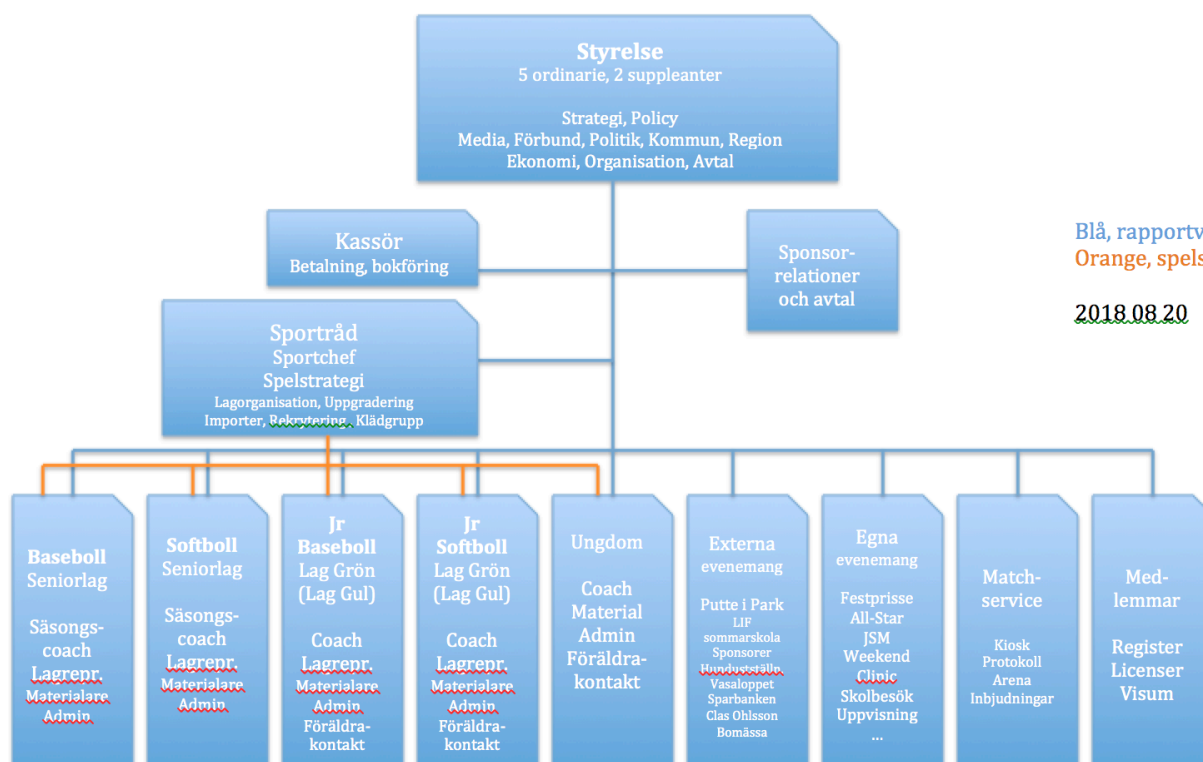 Styrelse
5 ordinarie, 2 suppleanter
Strategi, Policy
Media, Förbund, Politik, Kommun, Region
Ekonomi, Organisation, Avtal
Kassör
Betalning, bokföring
Sponsor-
relationer
och avtal
Blå, rapportv
Orange, spels
2018 08 20
Sportråd
Sportchef
Spelstrategi
Lagorganisation, Uppgradering
Importer, Rekrytering, Klädgrupp
Baseboll
Seniorlag
Säsongs-
coach
Lagrepr.
Materialare
Admin
Softboll
Seniorlag
Säsongs-
coach
Lagrepr.
Materialare
Admin.
Jr
Baseboll
Lag Grön
(Lag Gul)
Coach
Lagrepr.
Materialare
Admin
Föräldra-
kontakt
Jr
Softboll
Lag Grön
(Lag Gul)
Coach
Lagrepr.
Materialare
Admin.
Föräldra-
kontakt
Ungdom
Coach
Material
Admin
Föräldra-
kontakt
Externa
evenemang
Putte i Park
LIF
sommarskola
Sponsorer
Hundutställn.
Vasaloppet
Sparbanken
Clas Ohlsson
Bomässa
Egna
evenemang
Festprisse
All-Star
JSM
Weekend
Clinic
Skolbesök
Uppvisning
...
Match-
service
Kiosk
Protokoll
Arena
Inbjudningar
Med-
lemmar
Register
Licenser
Visum